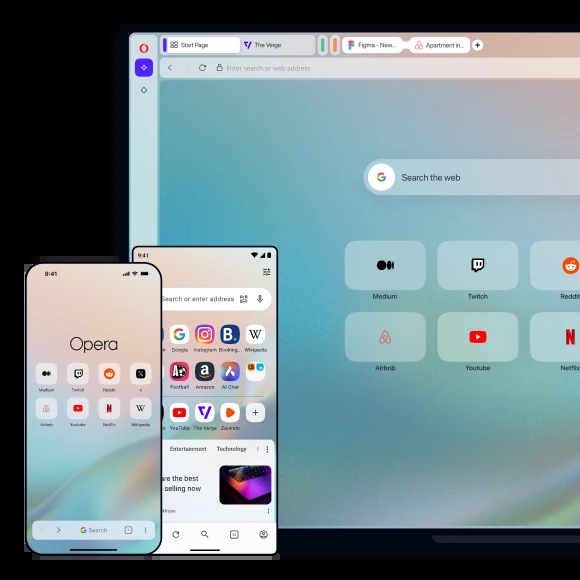 Start Page
The Verge
Figma - New...
Apartment in...
Enter search or web address
Search the web
Medium
Twitch
Reddit
Airbnb
Youtube
Netflix
9:41
Search or enter address
Google
Instagram
Booking...
Wikipedia
Football
Amazon
AI Chat
YouTube
The Verge
Zalando
Entertainment
Technology
are the best
selling now
9:41
Opera
Medium
Twitch
Reddit
X
Airbnb
Youtube
Netflix
Wikipedia
Search